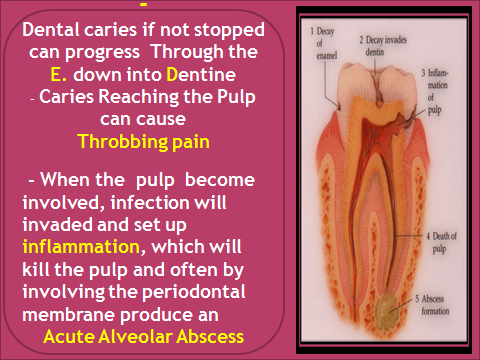 -
Dental caries if not stopped
can progress Through the
E. down into Dentine
- Caries Reaching the Pulp
can cause
Throbbing pain
- When the pulp become
involved, infection will
invaded and set up
inflammation, which will
kill the pulp and often by
involving the periodontal
membrane produce an
Acute Alveolar Abscess
1 Decay
of
enamel
2 Decay invades
dentin
3 Inflam-
mation
of
pulp
4 Death of
pulp
5 Abscess
formation